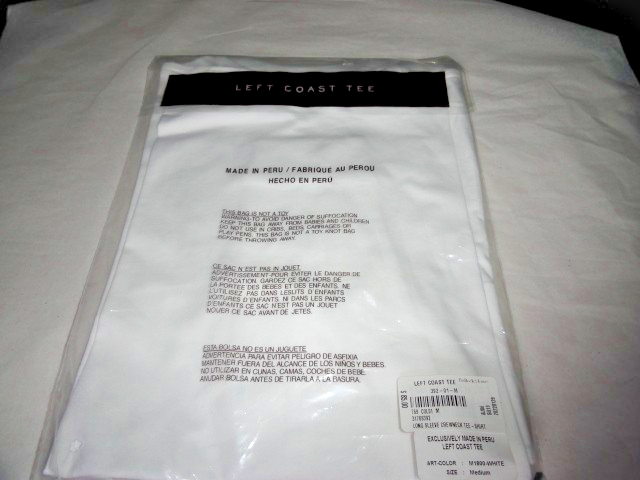 LEFT COAST TEE
MADE IN PERU / FABRIQUE AU PEROU
HECHO EN PERÚ
THIS BAG IS NOT A TOY
WARNING-TO AVOID DANGER OF SUFFOCATION
KEEP THIS BAG AWAY FROM BABIES AND CHILDREN
DO NOT USE IN CRIBS, BEDS, CARRIAGES OR
PLAY PENS. THIS BAG IS NOT A TOY KNOT BAG
BEFORE THROWING AWAY.
CE SAC N'EST PAS IN JOUET
ADVERTISSEMENT-POUR EVITER LE DANGER DE
SUFFOCATION. GARDEZ CE SAC HORS DE
LA PORTEE DES BEBES ET DES ENFANTS. NE
L'UTILISEZ PAS DANS LESLITS D'ENFANTS
VOITURES D'ENFANTS, NI DANS LES PARCS
D'ENFANTS CE SAC N'EST PAS UN JOUET
NOUER CE SAC AVANT DE JETES.
ESTA BOLSA NO ES UN JUGUETE
ADVERTENCIA PARA EVITAR PELIGRO DE ASFIXIA
MANTENER FUERA DEL ALCANCE DE LOS NIÑOS Y BEBES.
NO UTILIZAR EN CUNAS, CAMAS, COCHES DE BEBE.
ANUDAR BOLSA ANTES DE TIRARLA A LA BASURA.
LEFT COAST TEE
LONG SLEEVE CREWNECK TEE - SHIRT
EXCLUSIVELY MADE IN PERU
LEFT COAST TEE
ART-COLOR : M1899-WHITE
SIZE : Medium